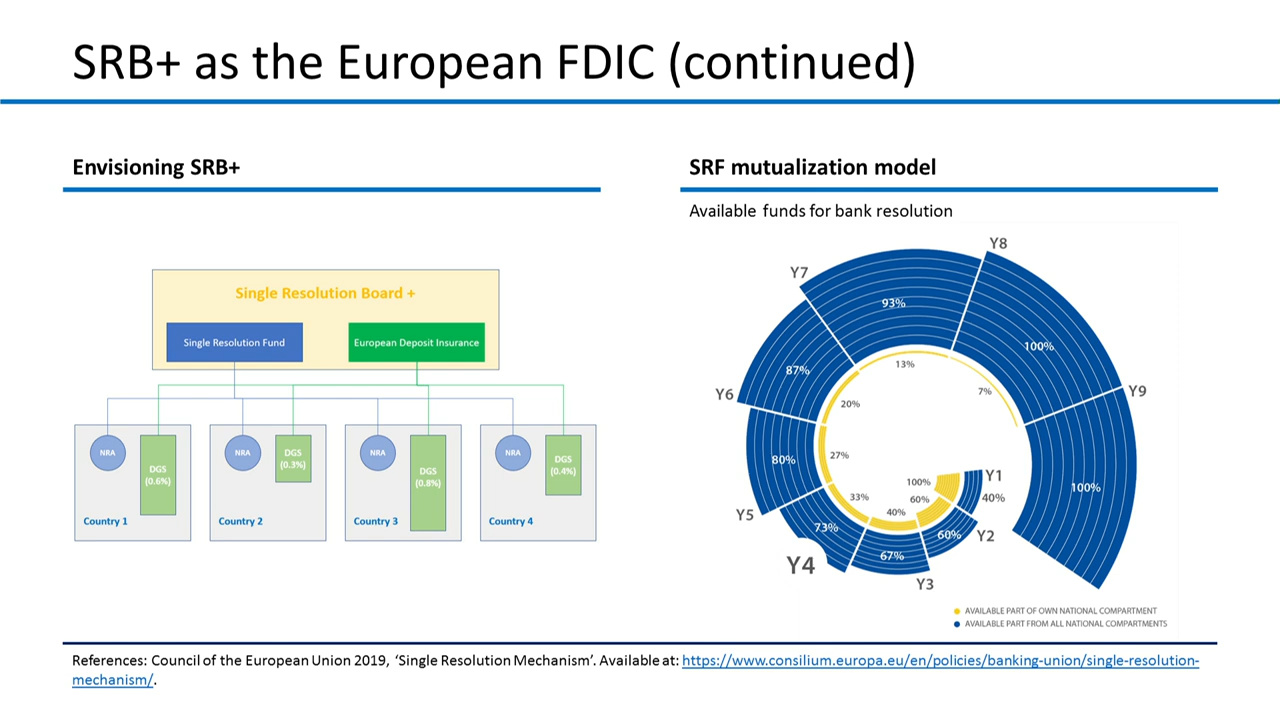 SRB+ as the European FDIC (continued)
Envisioning SRB+
Single Resolution Board +
Single Resolution Fund
European Deposit Insurance
NRA
DGS
(0.6%)
Country 1
NRA
DGS
(0.3%)
Country 2
NRA
DGS
(0.8%)
Country 3
NRA
DGS
(0.4%)
Country 4
SRF mutualization model
Available funds for bank resolution
Y1
100%
40%
Y2
60%
60%
Y3
40%
67%
Y4
33%
73%
Y5
27%
80%
Y6
20%
87%
Y7
13%
93%
Y8
7%
100%
Y9
100%
AVAILABLE PART OF OWN NATIONAL COMPARTMENT
AVAILABLE PART FROM ALL NATIONAL COMPARTMENTS
References: Council of the European Union 2019, ‘Single Resolution Mechanism’. Available at: https://www.consilium.europa.eu/en/policies/banking-union/single-resolution-
mechanism/.